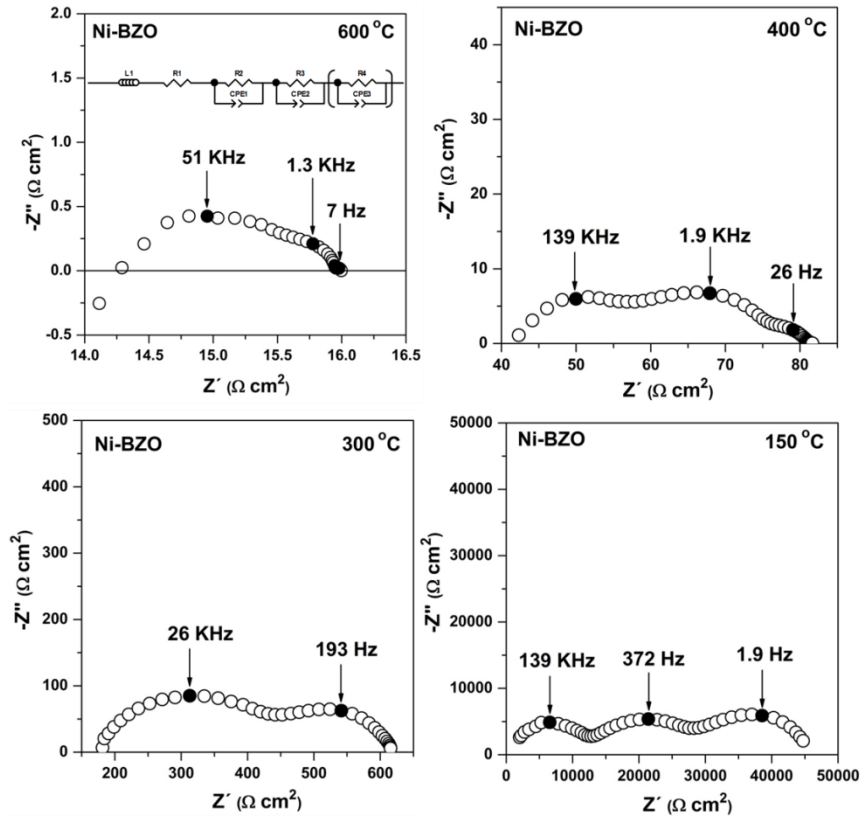 Ni-BZO 600 °C
L1 R1 R2 R3 R4
CPE1 CPE2 CPE3
51 KHz
1.3 KHz
7 Hz
-Z'' (Ω cm²)
2.0
1.5
1.0
0.5
0.0
-0.5
14.0 14.5 15.0 15.5 16.0 16.5
Z´ (Ω cm²)
Ni-BZO 400 °C
139 KHz
1.9 KHz
26 Hz
-Z'' (Ω cm²)
40
30
20
10
0
40 50 60 70 80
Z´ (Ω cm²)
Ni-BZO 300 °C
26 KHz
193 Hz
-Z'' (Ω cm²)
500
400
300
200
100
0
200 300 400 500 600
Z´ (Ω cm²)
Ni-BZO 150 °C
139 KHz
372 Hz
1.9 Hz
-Z'' (Ω cm²)
50000
40000
30000
20000
10000
0
0 10000 20000 30000 40000 50000
Z´ (Ω cm²)